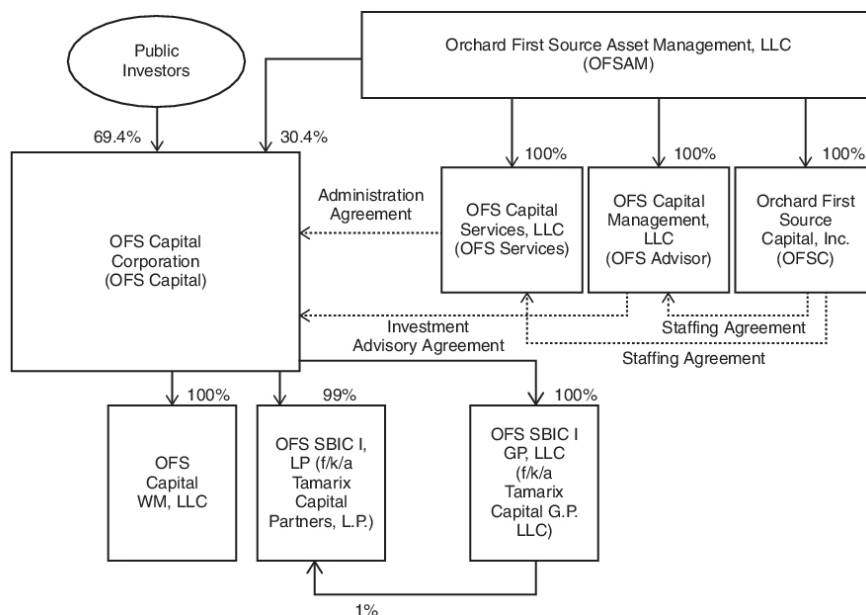 Public
Investors
Orchard First Source Asset Management, LLC
(OFSAM)
69.4%
30.4%
100%
100%
100%
OFS Capital
Corporation
(OFS Capital)
Administration
Agreement
OFS Capital
Services, LLC
(OFS Services)
OFS Capital
Management,
LLC
(OFS Advisor)
Orchard First
Source
Capital, Inc.
(OFSC)
Investment
Advisory Agreement
Staffing Agreement
Staffing Agreement
100%
99%
100%
OFS
Capital
WM, LLC
OFS SBIC I,
LP (f/k/a
Tamarix
Capital
Partners, L.P.)
OFS SBIC I
GP, LLC
(f/k/a
Tamarix
Capital G.P.
LLC)
1%